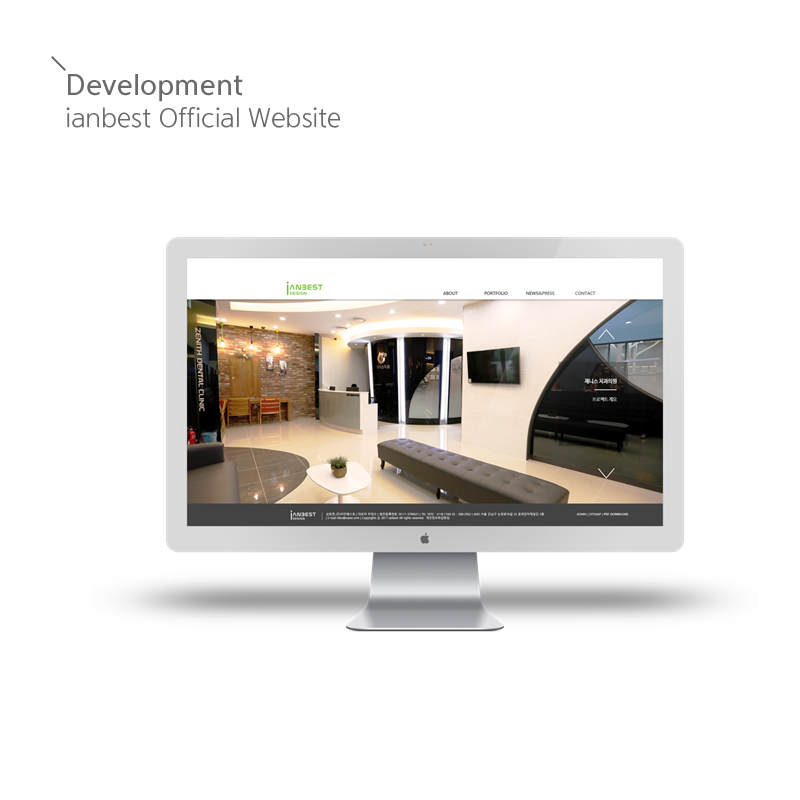 Development
ianbest Official Website
iANBEST
DESIGN
ABOUT
PORTFOLIO
NEWS&PRESS
CONTACT
ZENITH DENTAL CLINIC
제니스 치과의원
프로젝트 개요
iANBEST
DESIGN
ADMIN | SITEMAP | PDF DOWNLOAD